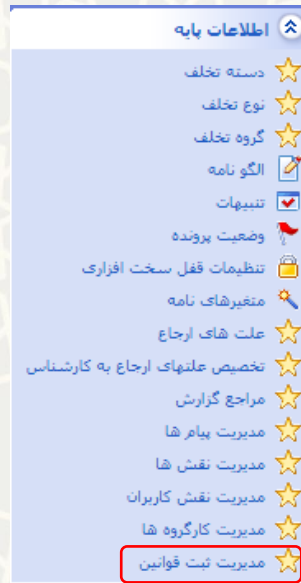 اطلاعات پایه
دسته تخلف
نوع تخلف
گروه تخلف
الگو نامه
تنبیهات
وضعیت پرونده
تنظیمات قفل سخت افزاری
متغیرهای نامه
علت های ارجاع
تخصیص علتهای ارجاع به کارشناس
مراجع گزارش
مدیریت پیام ها
مدیریت نقش ها
مدیریت نقش کاربران
مدیریت کارگروه ها
مدیریت ثبت قوانین